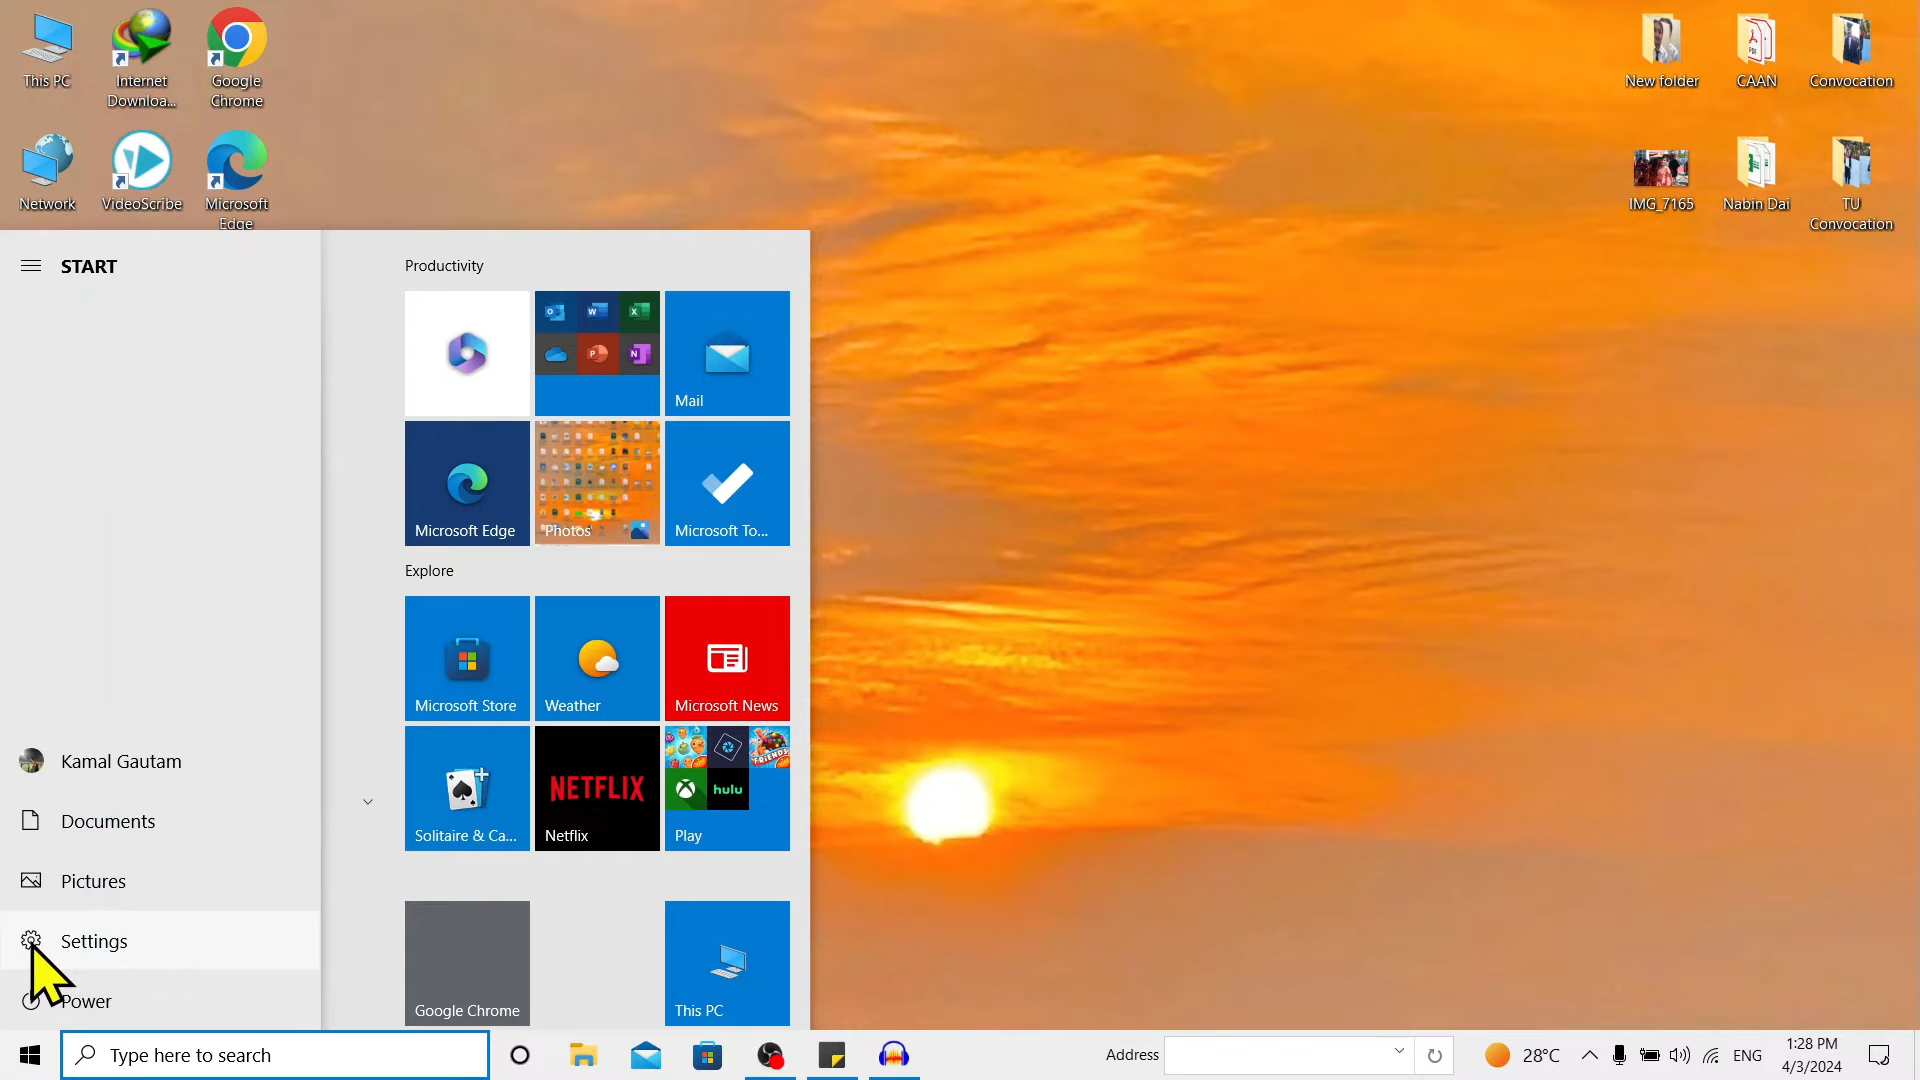 This PC
Internet
Downloa...
Google
Chrome
New folder
CAAN
Convocation
Network
VideoScribe
Microsoft
Edge
IMG_7165
Nabin Dai
TU
Convocation
START
Kamal Gautam
Documents
Pictures
Settings
Power
Productivity
Mail
Microsoft Edge
Photos
Microsoft To...
Explore
Microsoft Store
Weather
Microsoft News
Solitaire & Ca...
NETFLIX
Netflix
hulu
Play
Google Chrome
This PC
Type here to search
Address
28°C
ENG
1:28 PM
4/3/2024